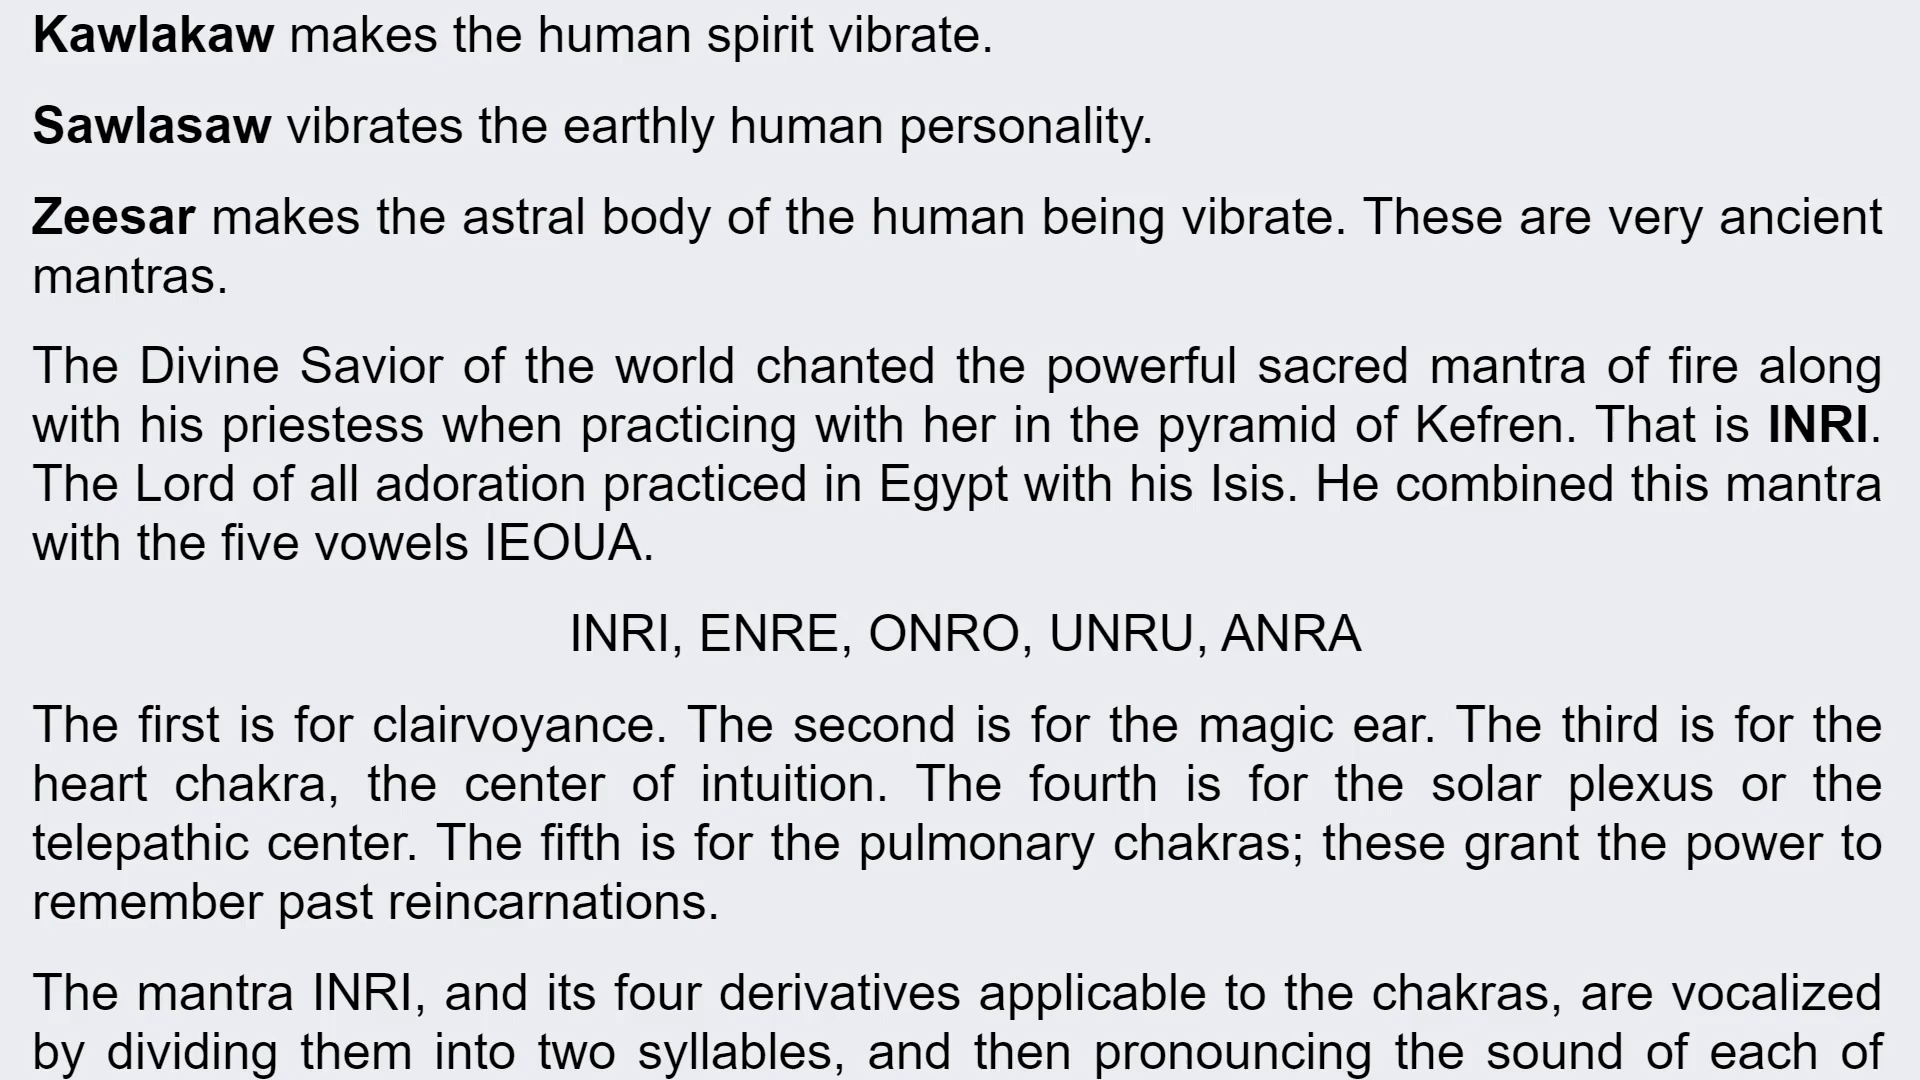 Kawlakaw makes the human spirit vibrate.
Sawlasaw vibrates the earthly human personality.
Zeesar makes the astral body of the human being vibrate. These are very ancient
mantras.
The Divine Savior of the world chanted the powerful sacred mantra of fire along
with his priestess when practicing with her in the pyramid of Kefren. That is INRI.
The Lord of all adoration practiced in Egypt with his Isis. He combined this mantra
with the five vowels IEOUA.
INRI, ENRE, ONRO, UNRU, ANRA
The first is for clairvoyance. The second is for the magic ear. The third is for the
heart chakra, the center of intuition. The fourth is for the solar plexus or the
telepathic center. The fifth is for the pulmonary chakras; these grant the power to
remember past reincarnations.
The mantra INRI, and its four derivatives applicable to the chakras, are vocalized
by dividing them into two syllables, and then pronouncing the sound of each of